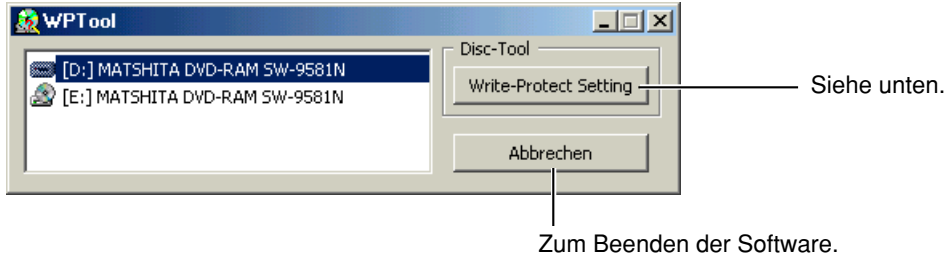 WPTool
Disc-Tool
[D:] MATSHITA DVD-RAM SW-9581N
[E:] MATSHITA DVD-RAM SW-9581N
Write-Protect Setting
Siehe unten.
Abbrechen
Zum Beenden der Software.